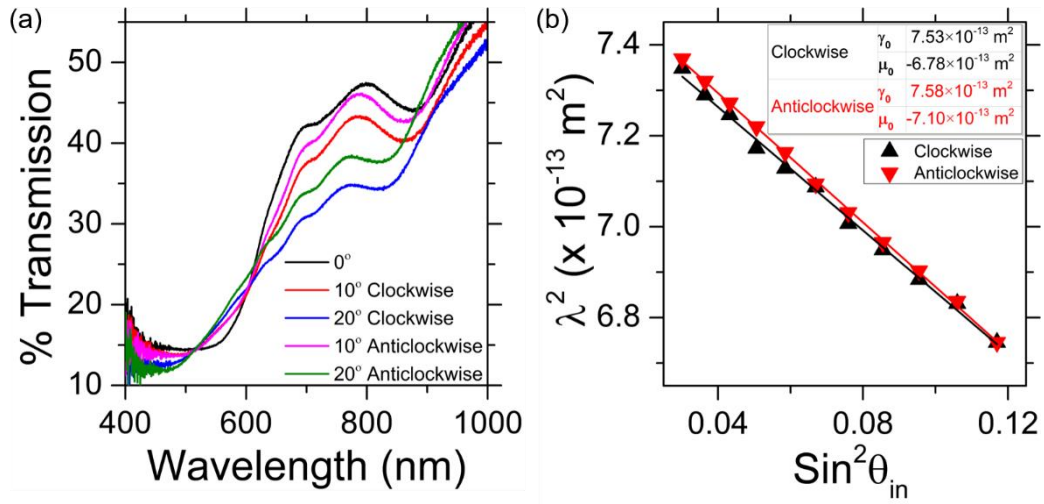 (a)
50
40
30
20
10
% Transmission
400
600
800
1000
Wavelength (nm)
0°
10° Clockwise
20° Clockwise
10° Anticlockwise
20° Anticlockwise
(b)
7.4
7.2
7.0
6.8
λ² (x 10⁻¹³ m²)
0.04
0.08
0.12
Sin²θin
Clockwise
γ₀ 7.53×10⁻¹³ m²
μ₀ -6.78×10⁻¹³ m²
Anticlockwise
γ₀ 7.58×10⁻¹³ m²
μ₀ -7.10×10⁻¹³ m²
Clockwise
Anticlockwise